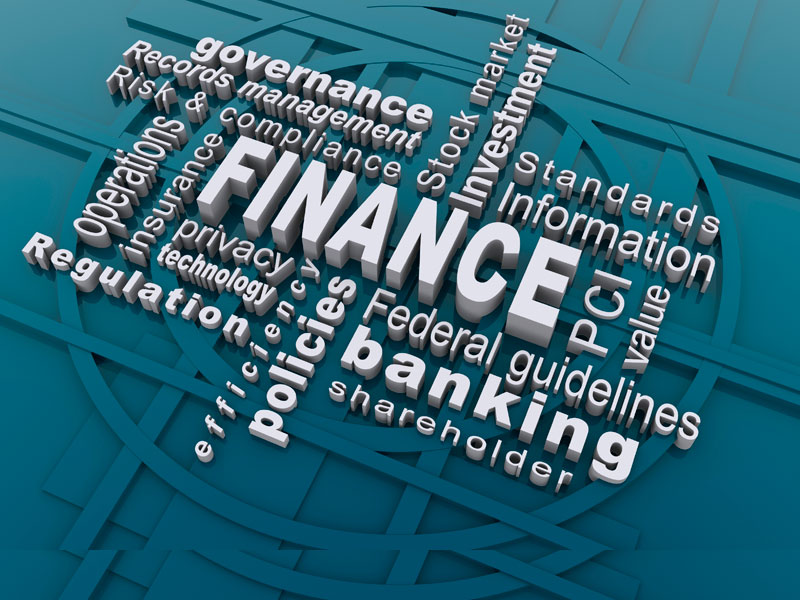 governance
Records management
Risk & compliance
operations
insurance
FINANCE
Stock market
Investment
Standards
Information
privacy
technology
Regulation
efficiency
policies
Federal guidelines
PCI
value
banking
shareholder